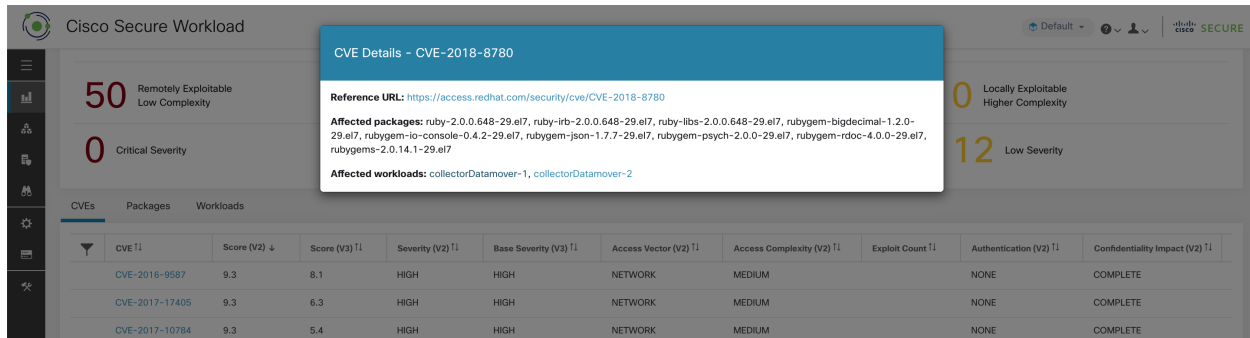 Cisco Secure Workload
Default
cisco SECURE
CVE Details - CVE-2018-8780
Reference URL: https://access.redhat.com/security/cve/CVE-2018-8780
Affected packages: ruby-2.0.0.648-29.el7, ruby-irb-2.0.0.648-29.el7, ruby-libs-2.0.0.648-29.el7, rubygem-bigdecimal-1.2.0-
29.el7, rubygem-io-console-0.4.2-29.el7, rubygem-json-1.7.7-29.el7, rubygem-psych-2.0.0-29.el7, rubygem-rdoc-4.0.0-29.el7,
rubygems-2.0.14.1-29.el7
Affected workloads: collectorDatamover-1, collectorDatamover-2
50 Remotely Exploitable
Low Complexity
0 Locally Exploitable
Higher Complexity
0 Critical Severity
12 Low Severity
CVEs Packages Workloads
CVE ↑↓ Score (V2) ↓ Score (V3) ↑↓ Severity (V2) ↑↓ Base Severity (V3) ↑↓ Access Vector (V2) ↑↓ Access Complexity (V2) ↑↓ Exploit Count ↑↓ Authentication (V2) ↑↓ Confidentiality Impact (V2) ↑↓
CVE-2016-9587 9.3 8.1 HIGH HIGH NETWORK MEDIUM NONE COMPLETE
CVE-2017-17405 9.3 6.3 HIGH HIGH NETWORK MEDIUM NONE COMPLETE
CVE-2017-10784 9.3 5.4 HIGH HIGH NETWORK MEDIUM NONE COMPLETE